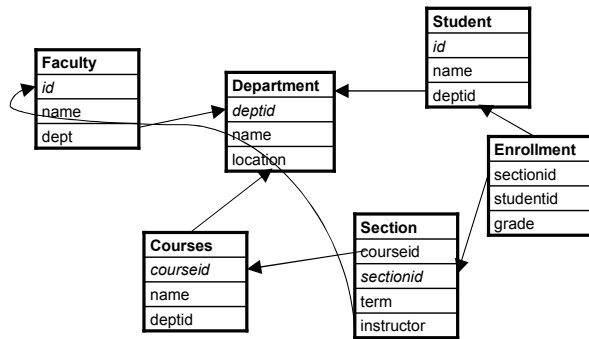 Student
id
name
deptid
Faculty
id
name
dept
Department
deptid
name
location
Enrollment
sectionid
studentid
grade
Courses
courseid
name
deptid
Section
courseid
sectionid
term
instructor